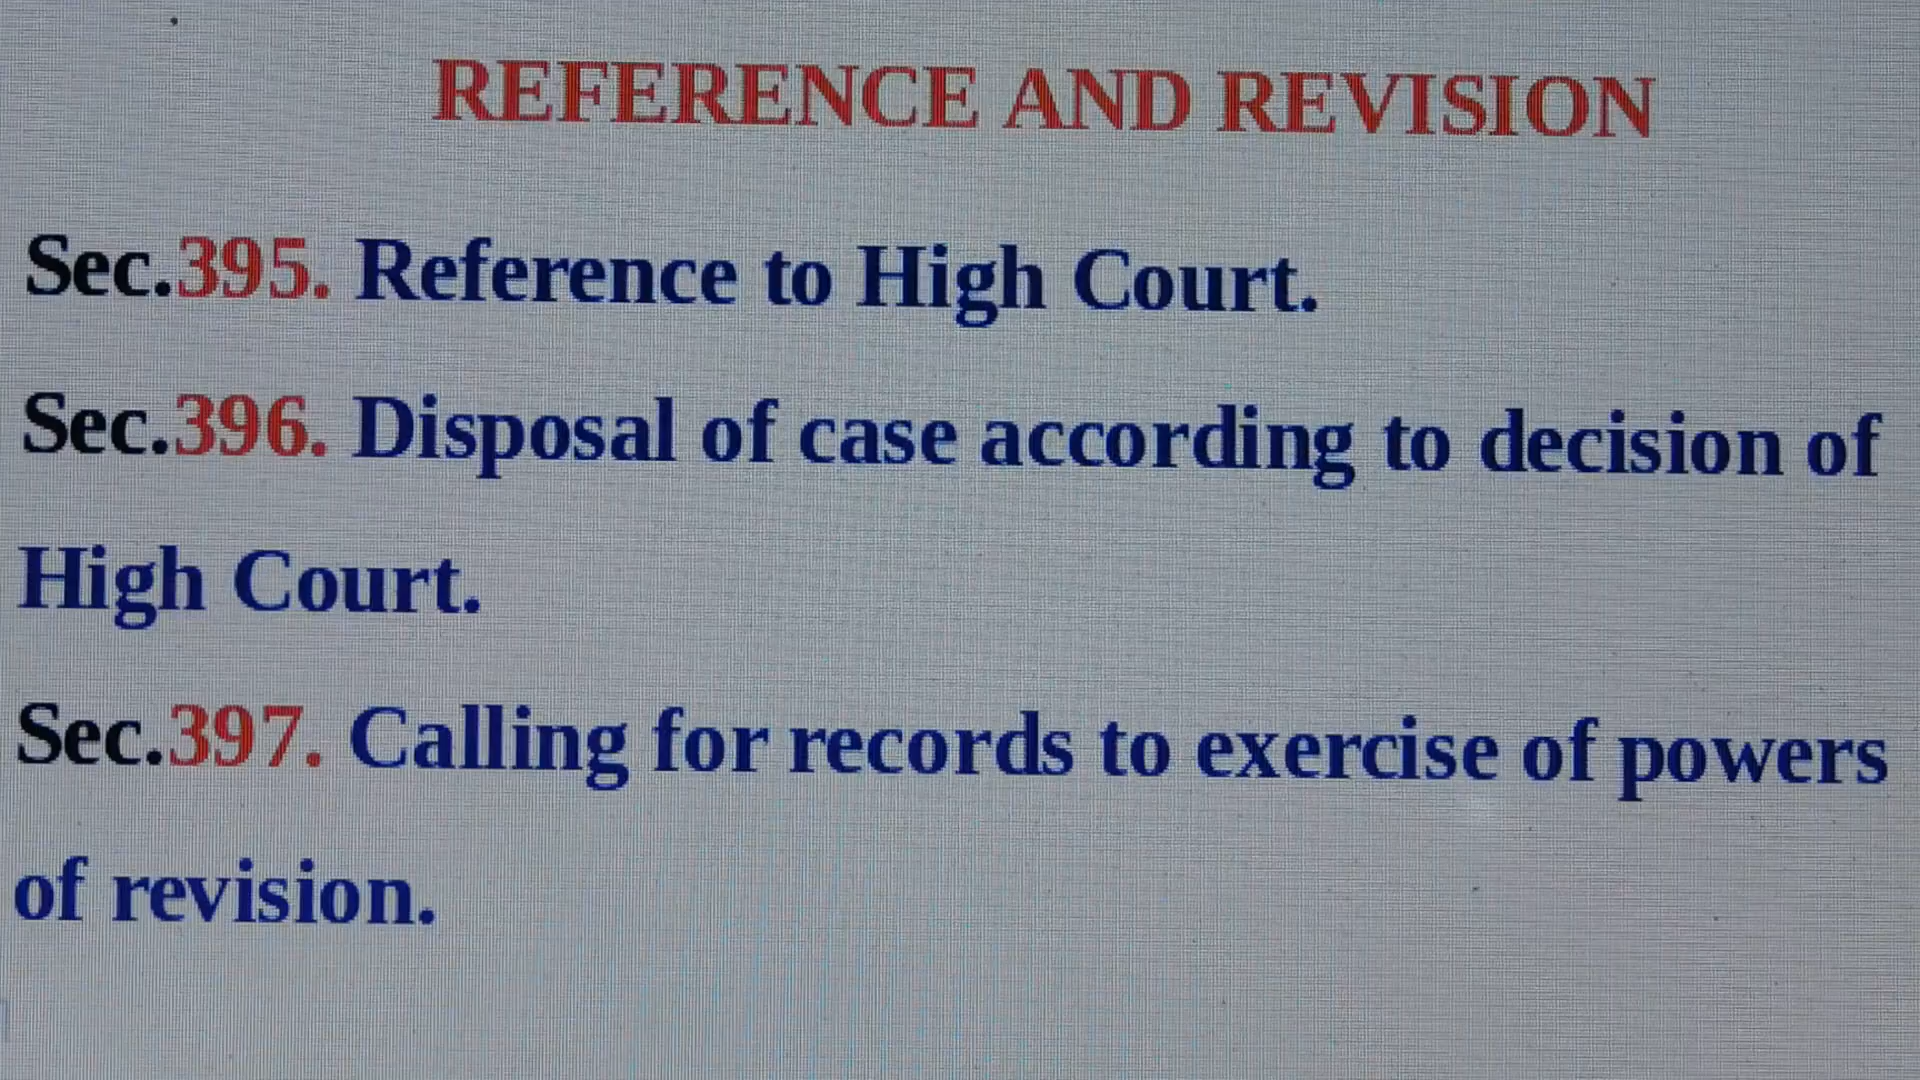 REFERENCE AND REVISION
Sec.395. Reference to High Court.
Sec.396. Disposal of case according to decision of
High Court.
Sec.397. Calling for records to exercise of powers
of revision.